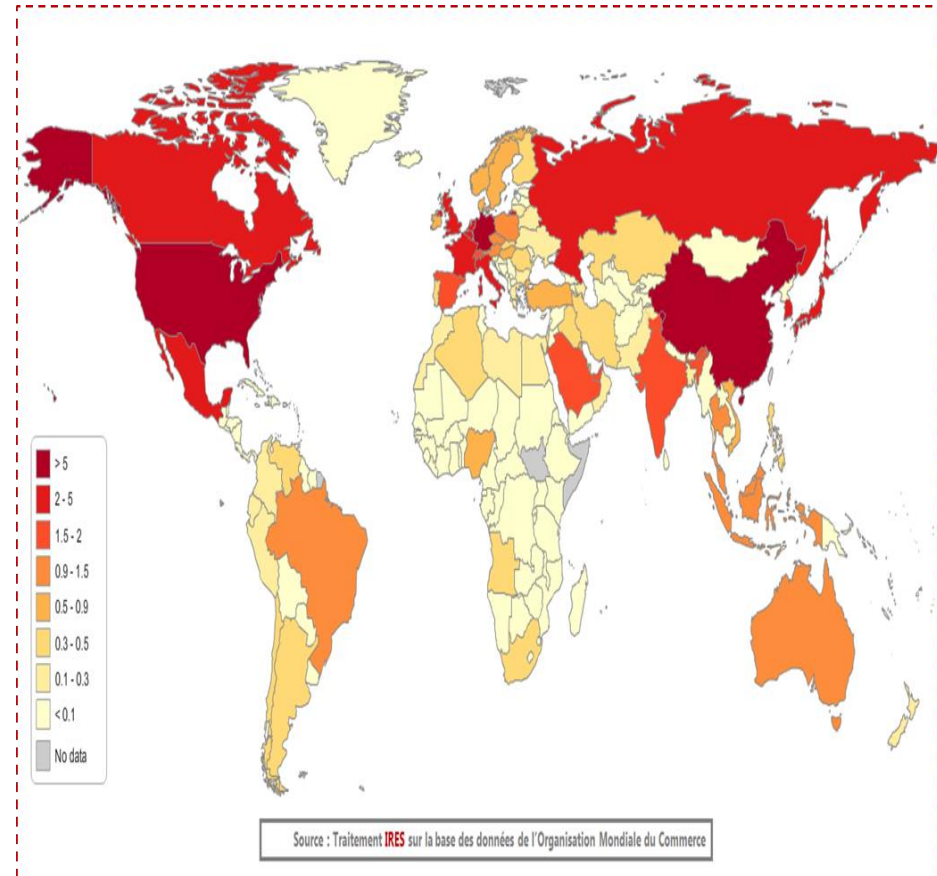 > 5
2 - 5
1.5 - 2
0.9 - 1.5
0.5 - 0.9
0.3 - 0.5
0.1 - 0.3
< 0.1
No data
Source : Traitement IRES sur la base des données de l'Organisation Mondiale du Commerce